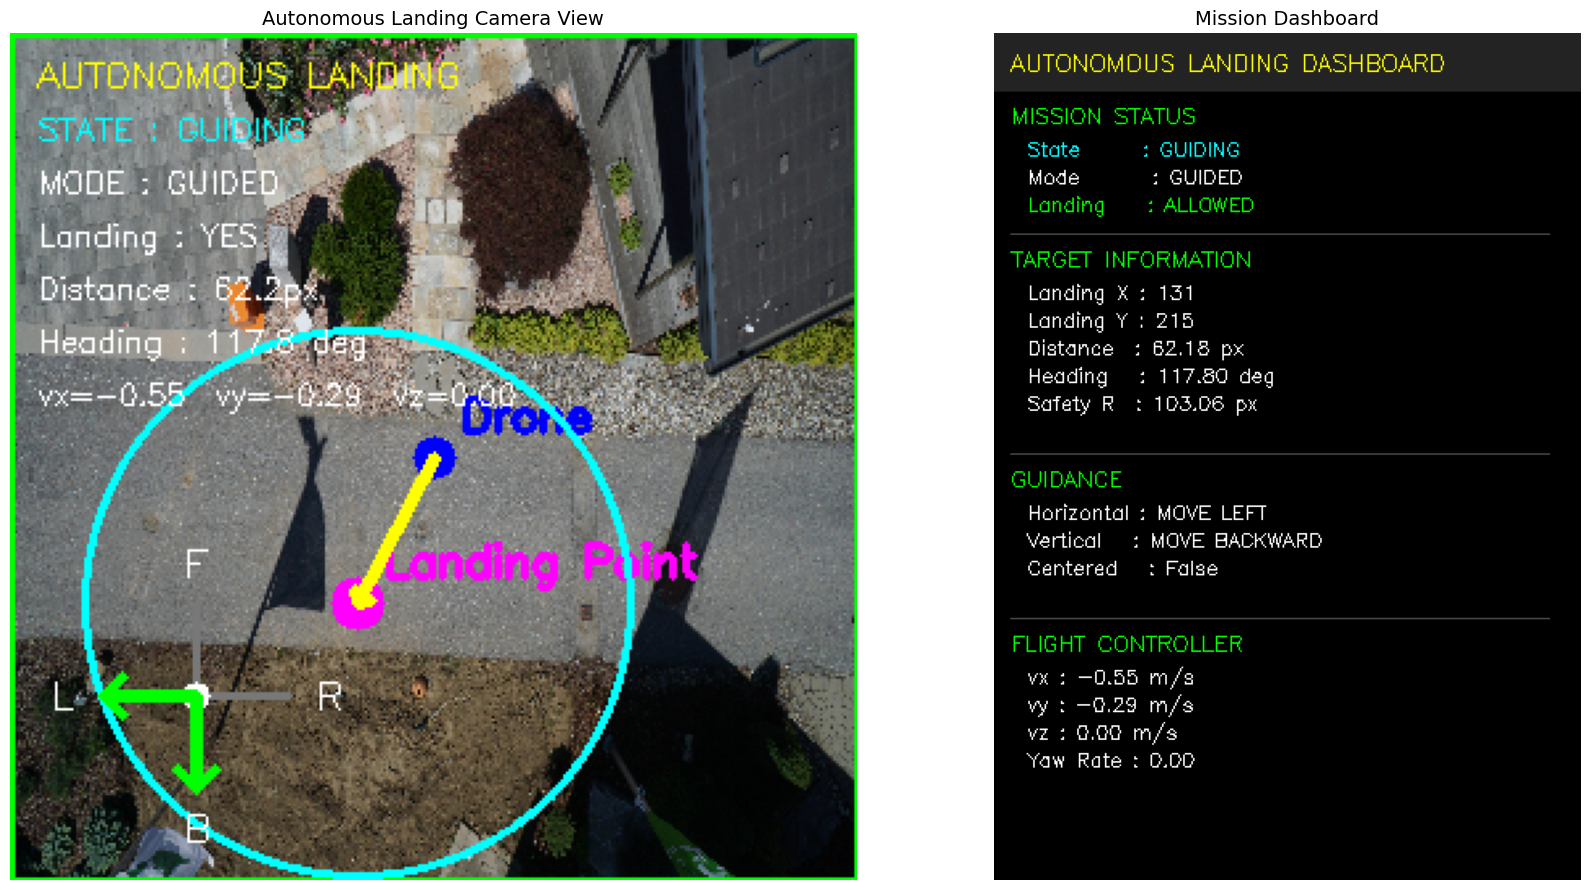 Autonomous Landing Camera View
AUTONOMOUS LANDING
STATE : GUIDING
MODE : GUIDED
Landing : YES
Distance : 62.2px
Heading : 117.8 deg
vx=-0.55 vy=-0.29 vz=0.00
Drone
Landing Point
F
L
R
B
Mission Dashboard
AUTONOMOUS LANDING DASHBOARD
MISSION STATUS
State : GUIDING
Mode : GUIDED
Landing : ALLOWED
TARGET INFORMATION
Landing X : 131
Landing Y : 215
Distance : 62.18 px
Heading : 117.80 deg
Safety R : 103.06 px
GUIDANCE
Horizontal : MOVE LEFT
Vertical : MOVE BACKWARD
Centered : False
FLIGHT CONTROLLER
vx : -0.55 m/s
vy : -0.29 m/s
vz : 0.00 m/s
Yaw Rate : 0.00